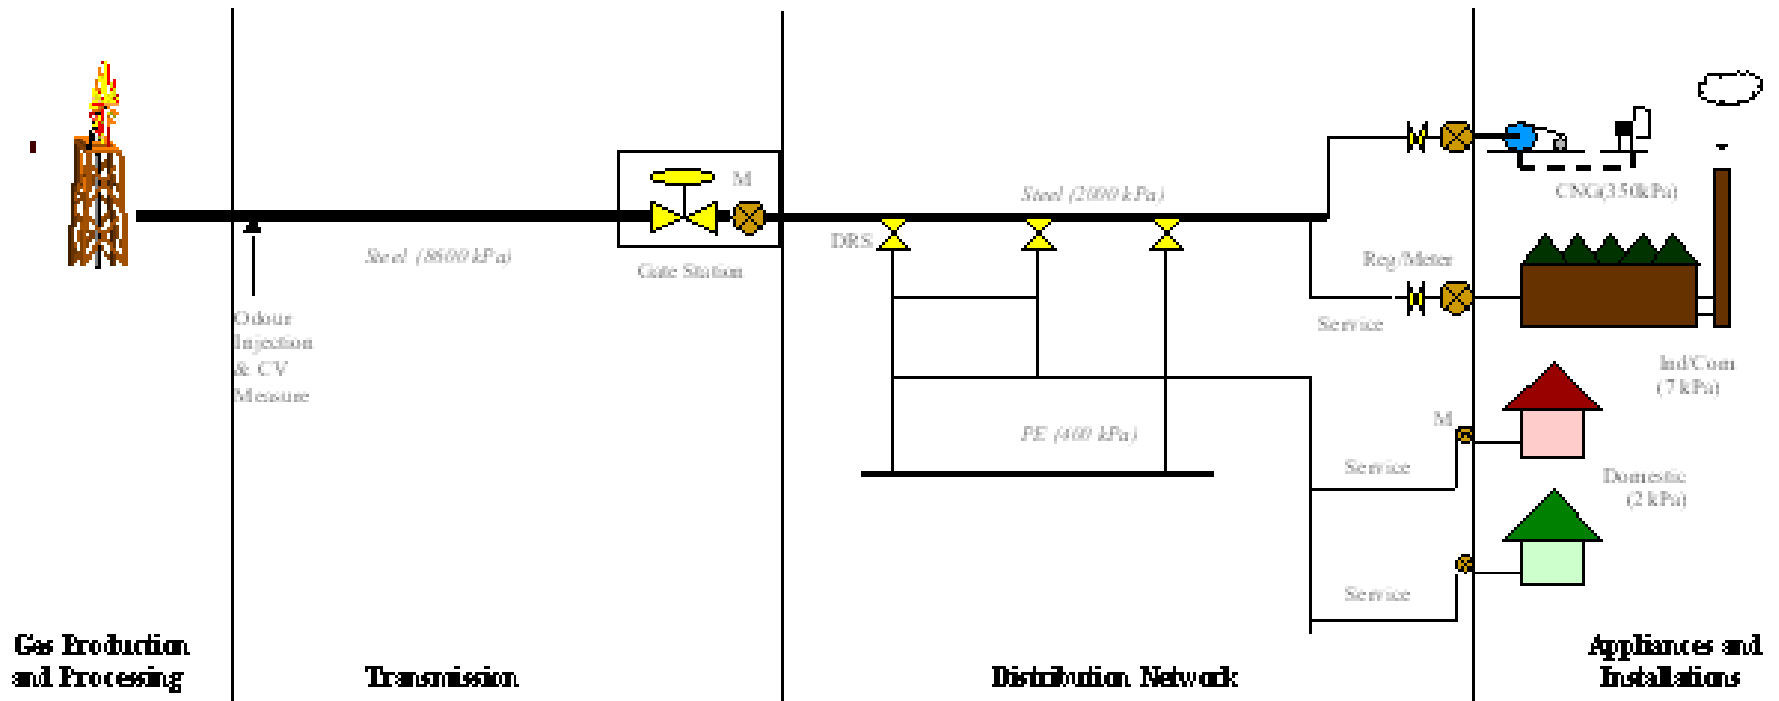 M
Steel (2000 kPa)
CNG(350kPa)
DRS
Steel (8600 kPa)
Gate Station
Reg/Meter
Service
Odour
Injection
& CV
Measure
Ind/Com
(7 kPa)
M
PE (400 kPa)
Service
Domestic
(2 kPa)
Service
Gas Production
and Processing
Transmission
Distribution Network
Appliances and
Installations